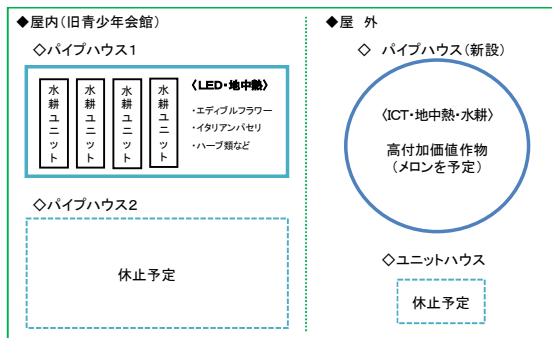 ◆屋内(旧青少年会館)
◇パイプハウス1
水耕ユニット
水耕ユニット
水耕ユニット
水耕ユニット
〈LED・地中熱〉
・エディブルフラワー
・イタリアンパセリ
・ハーブ類など
◇パイプハウス2
休止予定
◆屋 外
◇ パイプハウス(新設)
〈ICT・地中熱・水耕〉
高付加価値作物
(メロンを予定)
◇ユニットハウス
休止予定